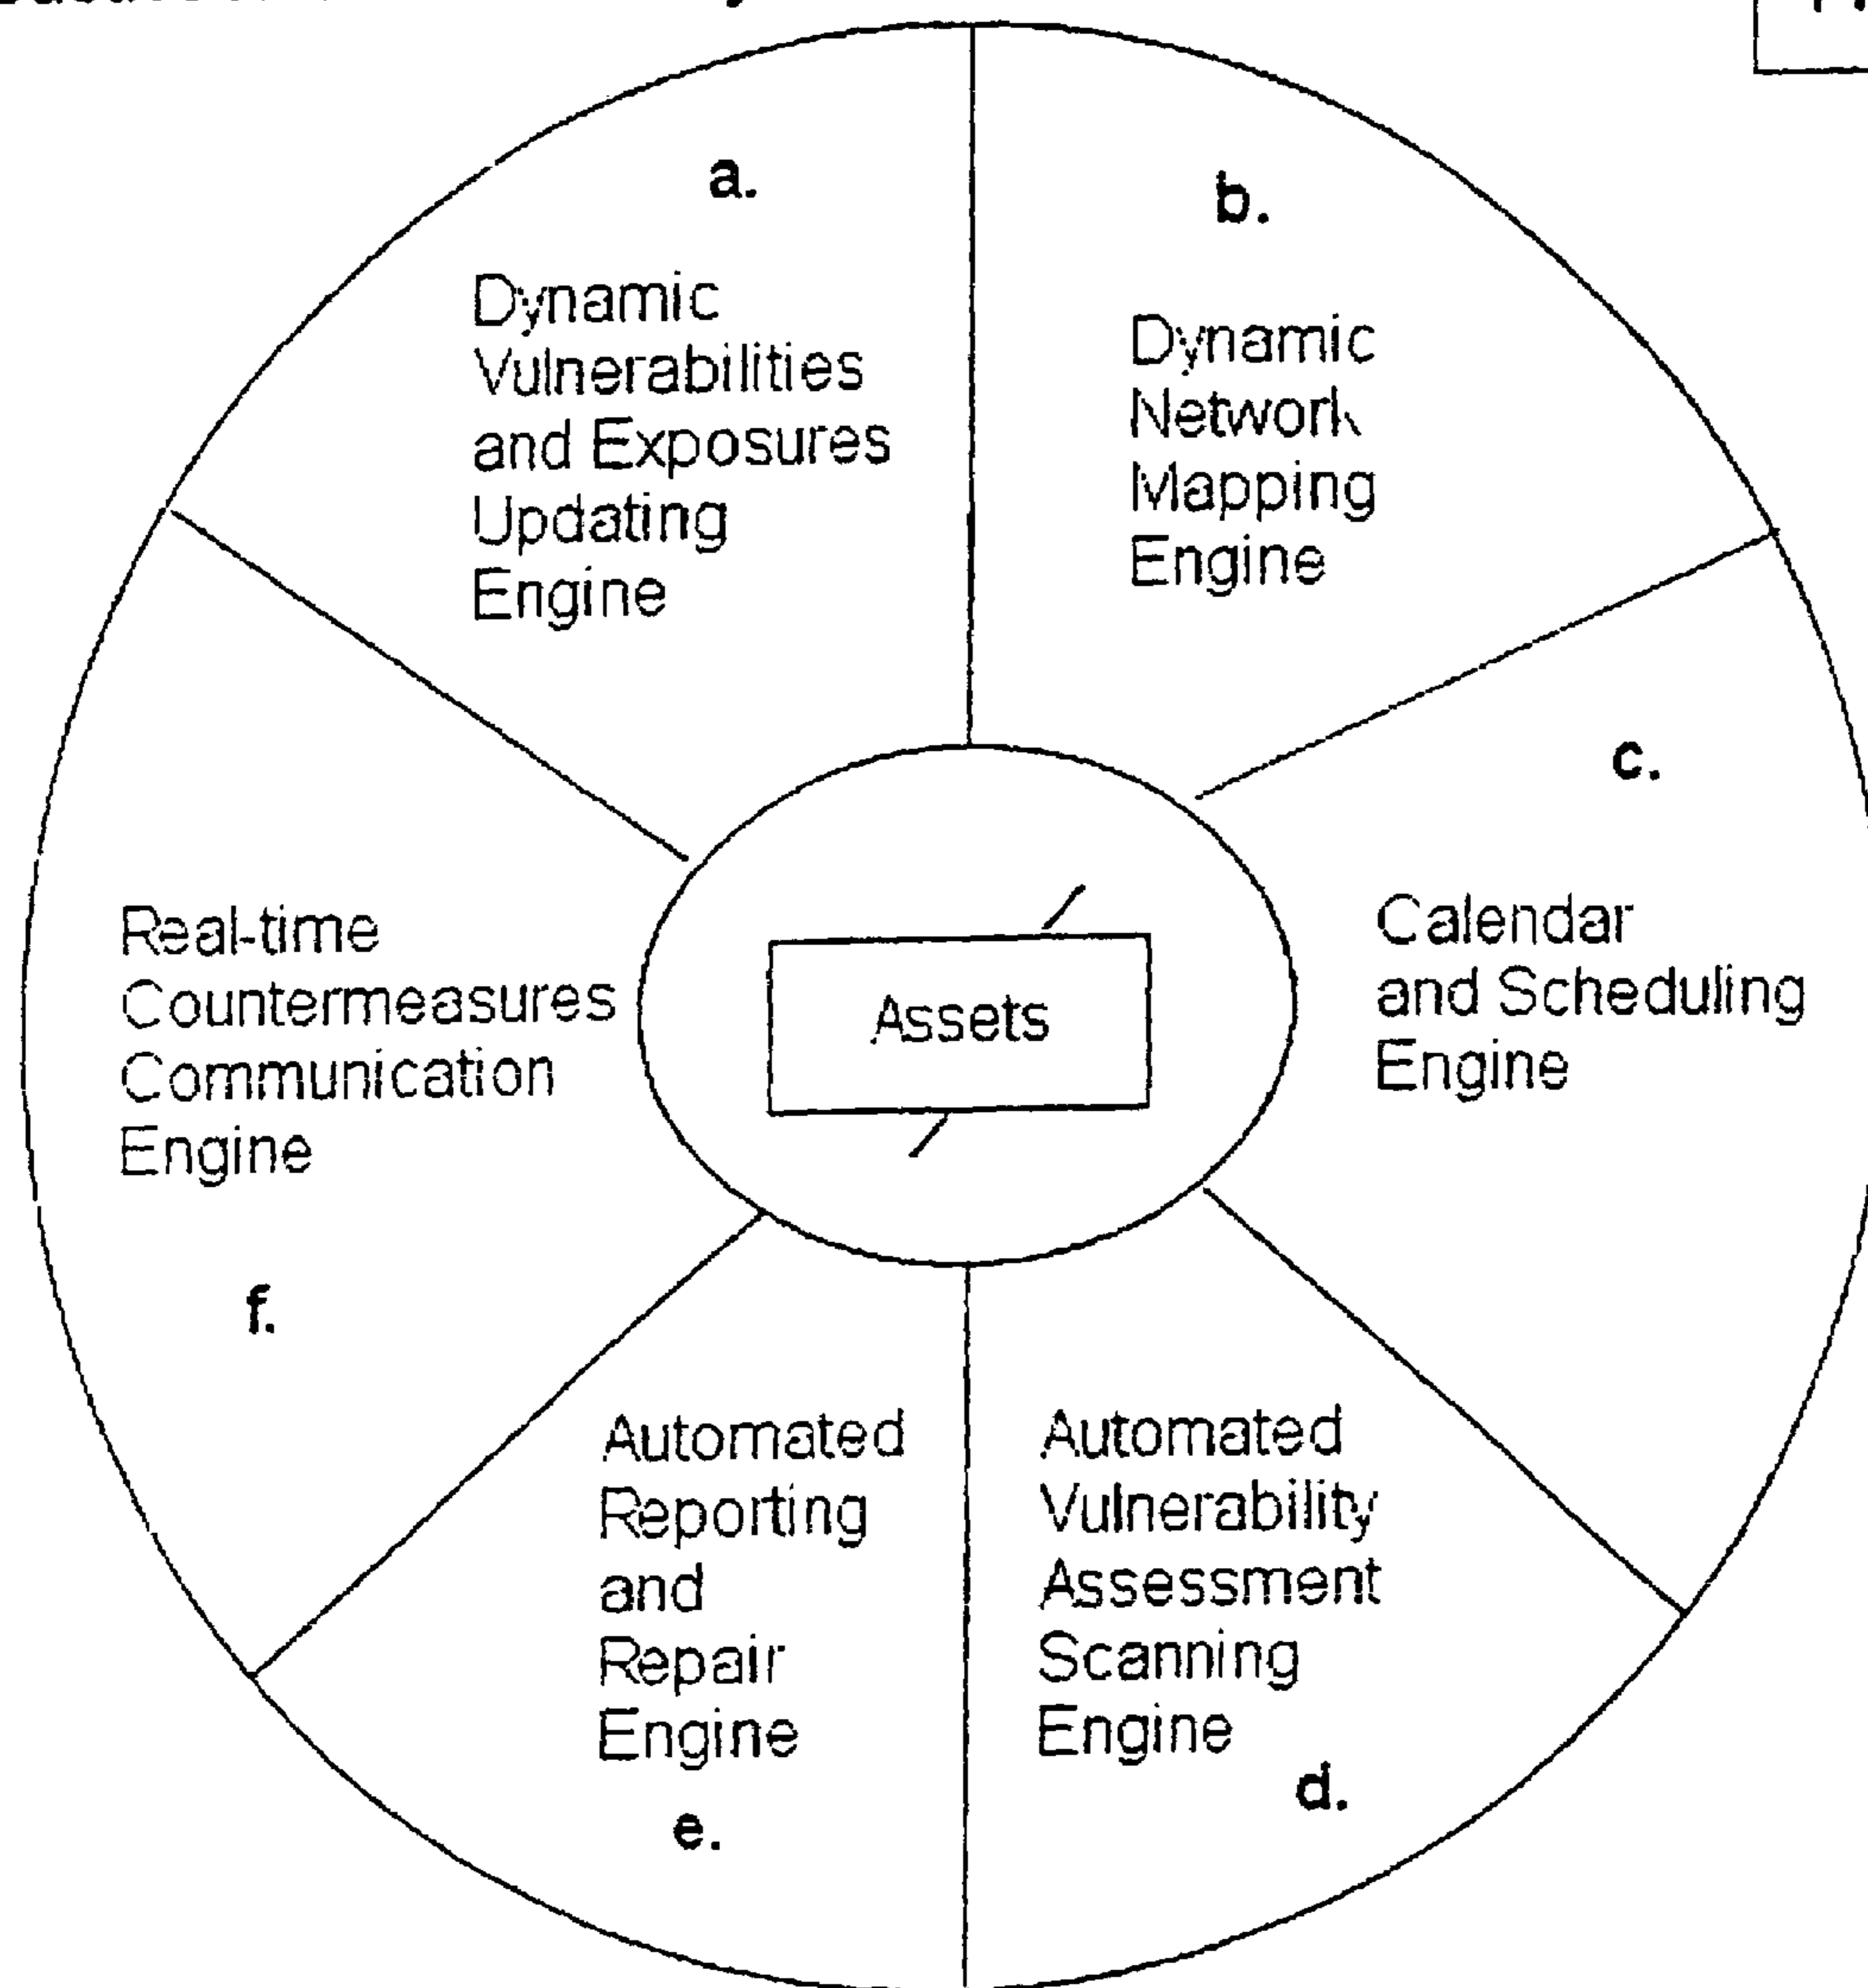 a.
Dynamic
Vulnerabilities
and Exposures
Updating
Engine
b.
Dynamic
Network
Mapping
Engine
c.
Calendar
and Scheduling
Engine
Automated
Vulnerability
Assessment
Scanning
Engine
d.
Automated
Reporting
and
Repair
Engine
e.
Real-time
Countermeasures
Communication
Engine
f.
Assets